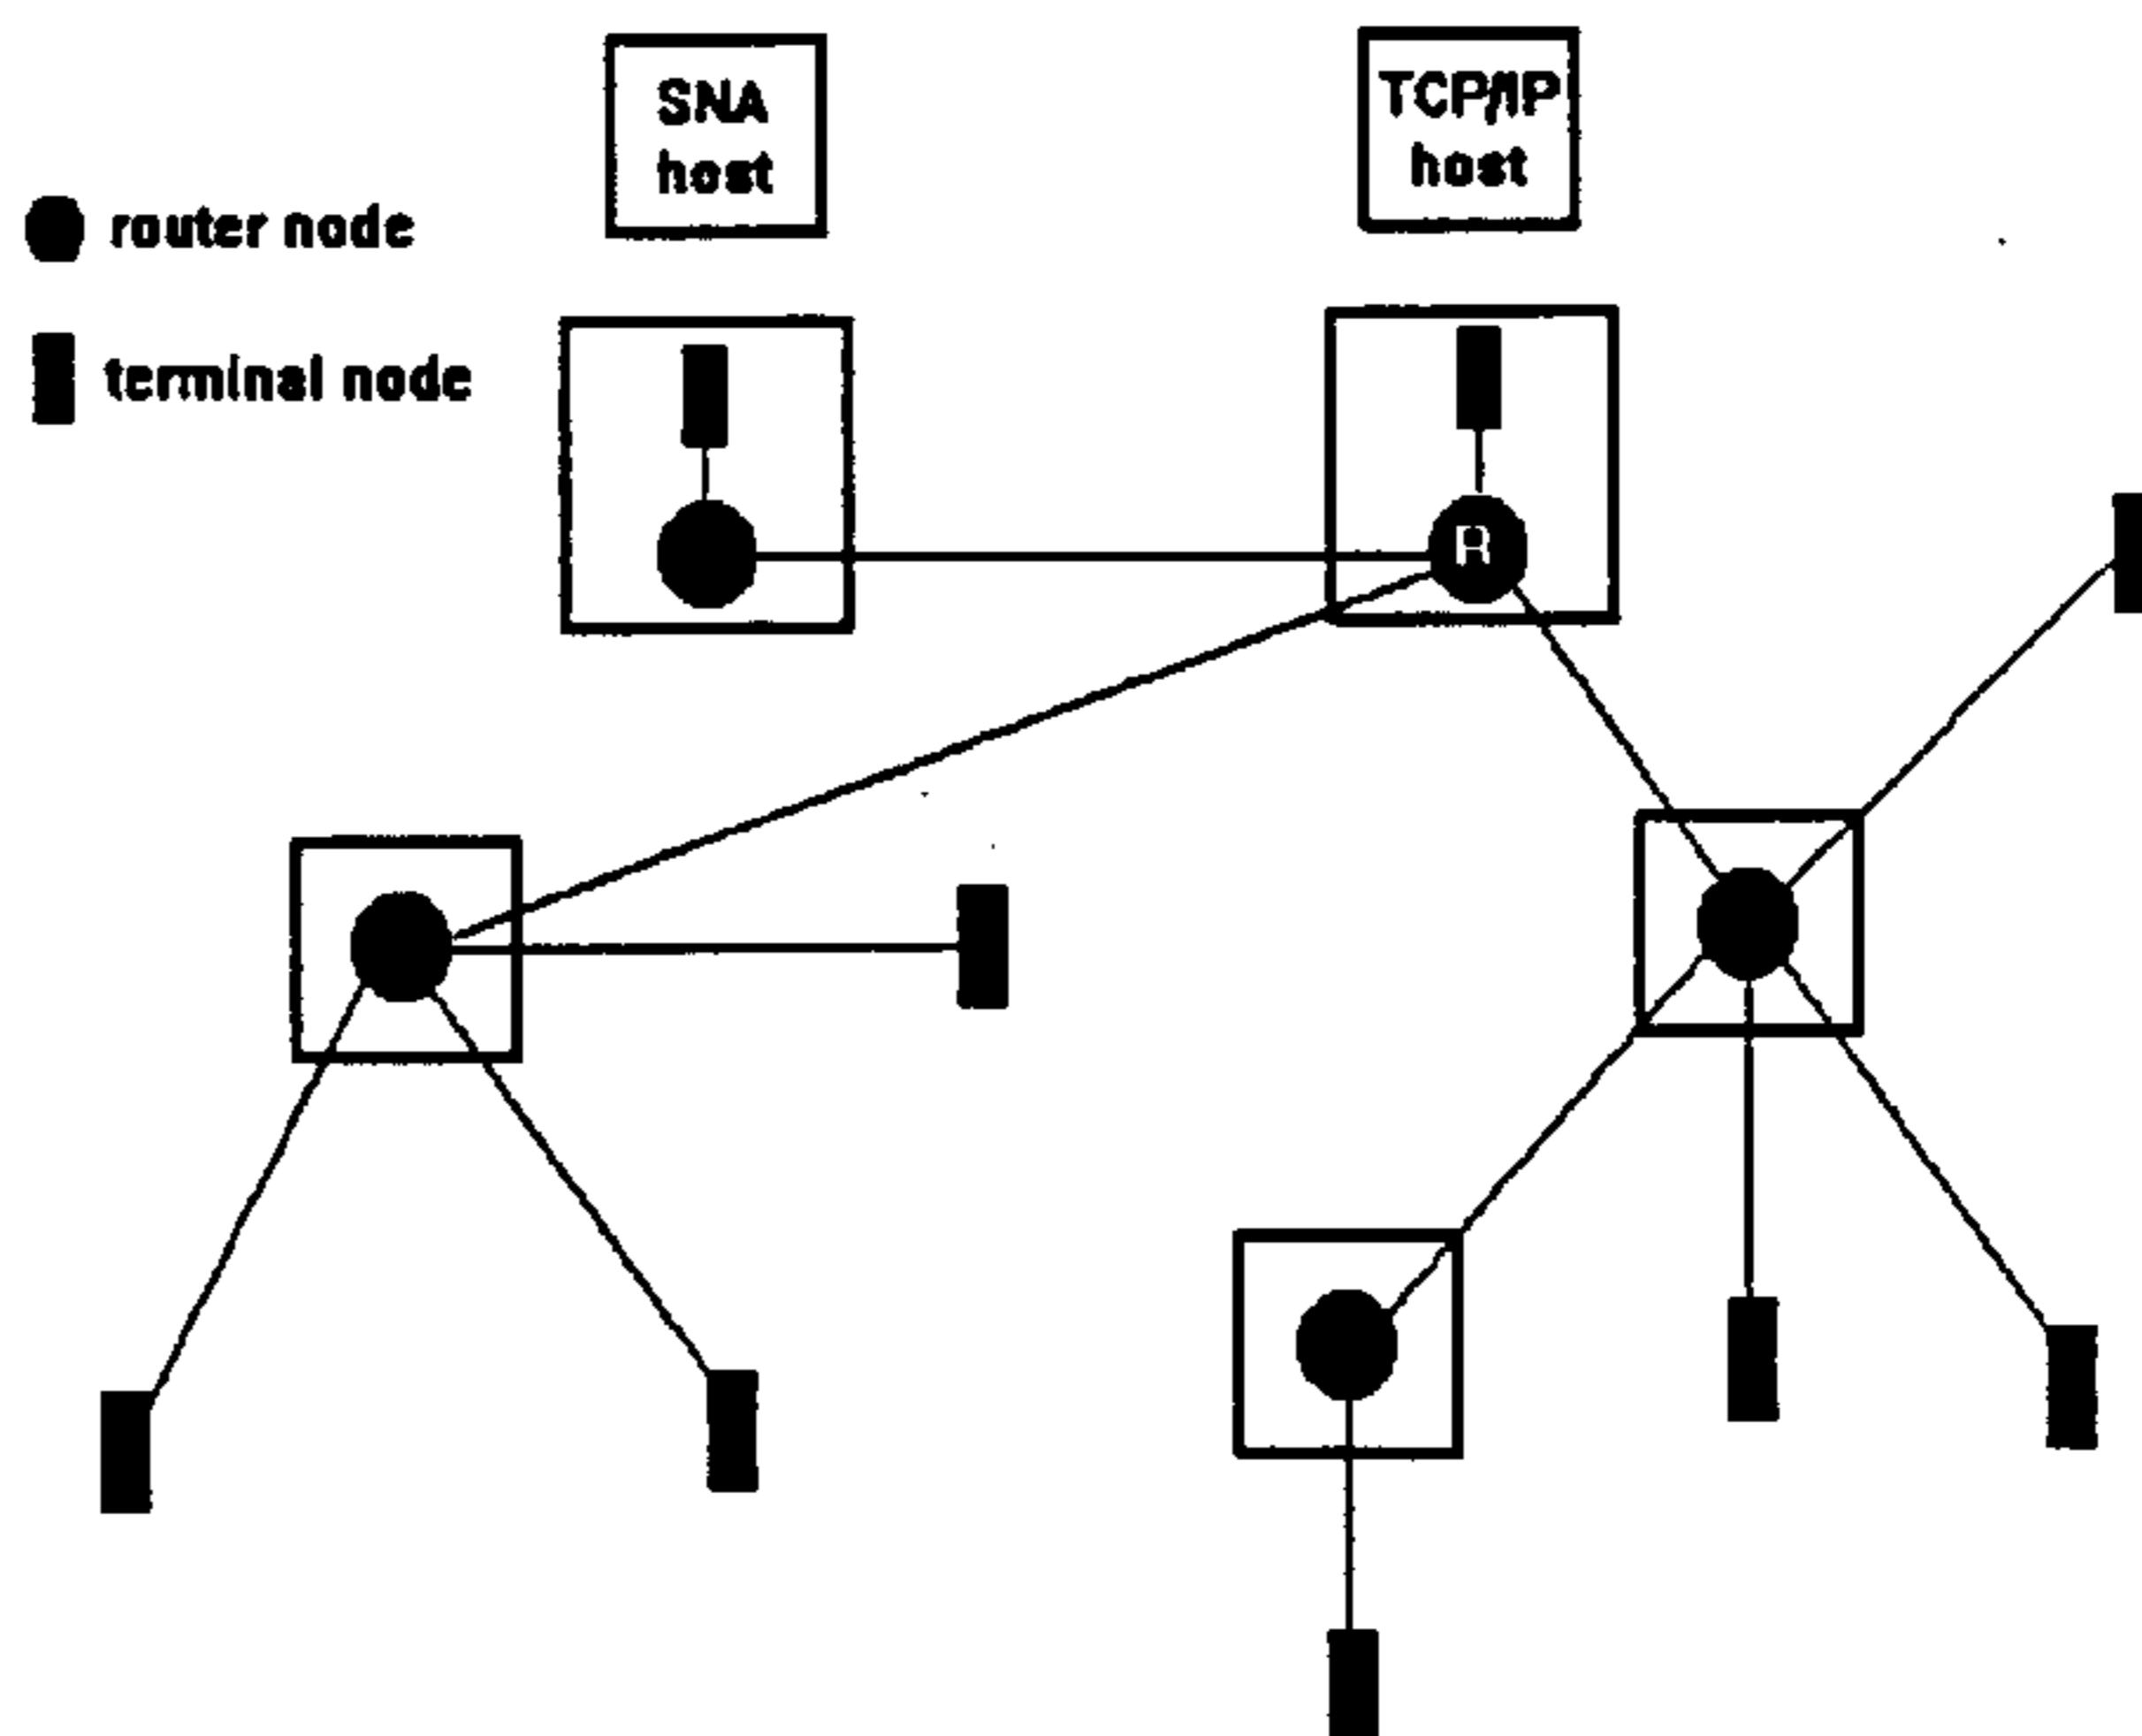 SNA
host
TCP/IP
host
router node
terminal node
R